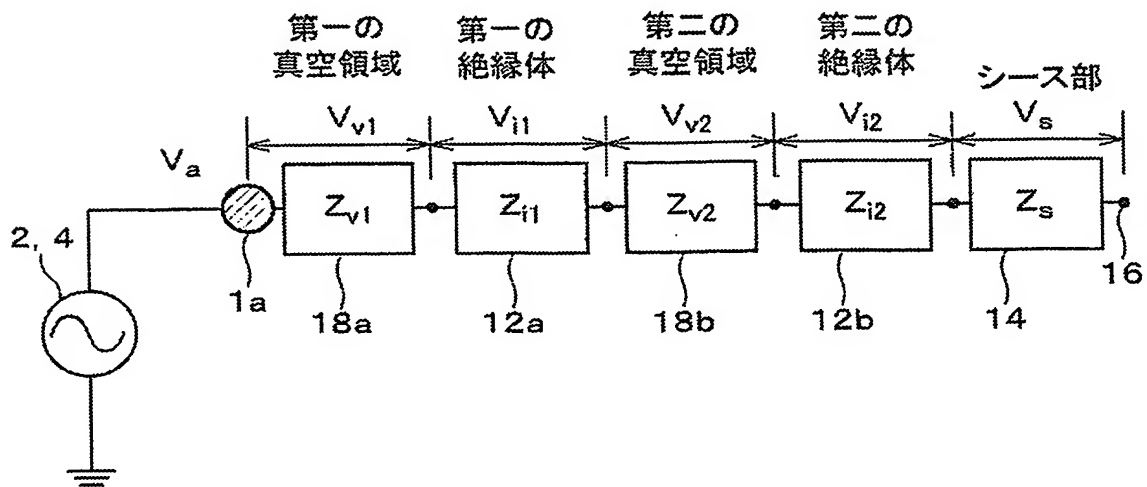 第一の
真空領域
第一の
絶縁体
第二の
真空領域
第二の
絶縁体
シース部
Vv1
Vi1
Vv2
Vi2
Vs
Va
Zv1
Zi1
Zv2
Zi2
Zs
2, 4
1a
18a
12a
18b
12b
14
16